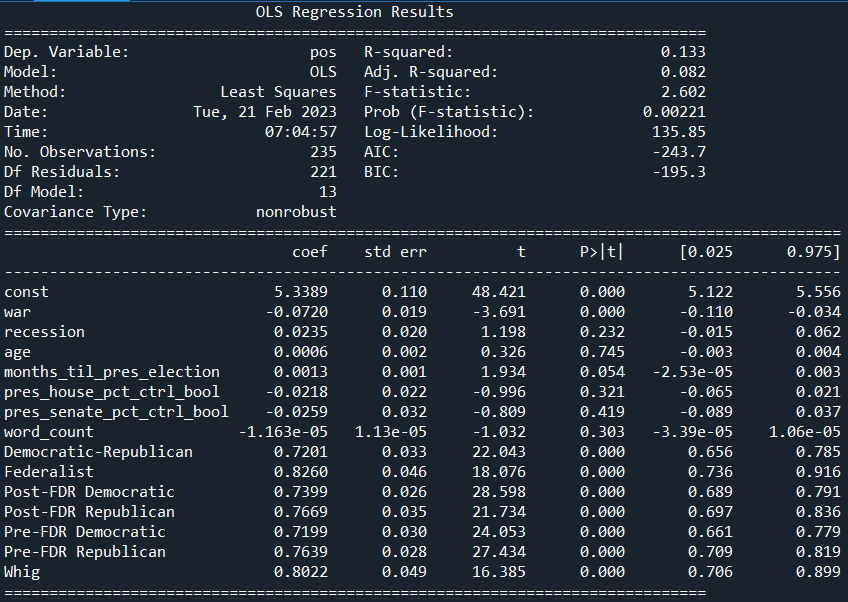 OLS Regression Results
==============================================================================
Dep. Variable: pos R-squared: 0.133
Model: OLS Adj. R-squared: 0.082
Method: Least Squares F-statistic: 2.602
Date: Tue, 21 Feb 2023 Prob (F-statistic): 0.00221
Time: 07:04:57 Log-Likelihood: 135.85
No. Observations: 235 AIC: -243.7
Df Residuals: 221 BIC: -195.3
Df Model: 13
Covariance Type: nonrobust
=============================================================================================
coef std err t P>|t| [0.025 0.975]
---------------------------------------------------------------------------------------------
const 5.3389 0.110 48.421 0.000 5.122 5.556
war -0.0720 0.019 -3.691 0.000 -0.110 -0.034
recession 0.0235 0.020 1.198 0.232 -0.015 0.062
age 0.0006 0.002 0.326 0.745 -0.003 0.004
months_til_pres_election 0.0013 0.001 1.934 0.054 -2.53e-05 0.003
pres_house_pct_ctrl_bool -0.0218 0.022 -0.996 0.321 -0.065 0.021
pres_senate_pct_ctrl_bool -0.0259 0.032 -0.809 0.419 -0.089 0.037
word_count -1.163e-05 1.13e-05 -1.032 0.303 -3.39e-05 1.06e-05
Democratic-Republican 0.7201 0.033 22.043 0.000 0.656 0.785
Federalist 0.8260 0.046 18.076 0.000 0.736 0.916
Post-FDR Democratic 0.7399 0.026 28.598 0.000 0.689 0.791
Post-FDR Republican 0.7669 0.035 21.734 0.000 0.697 0.836
Pre-FDR Democratic 0.7199 0.030 24.053 0.000 0.661 0.779
Pre-FDR Republican 0.7639 0.028 27.434 0.000 0.709 0.819
Whig 0.8022 0.049 16.385 0.000 0.706 0.899
==============================================================================